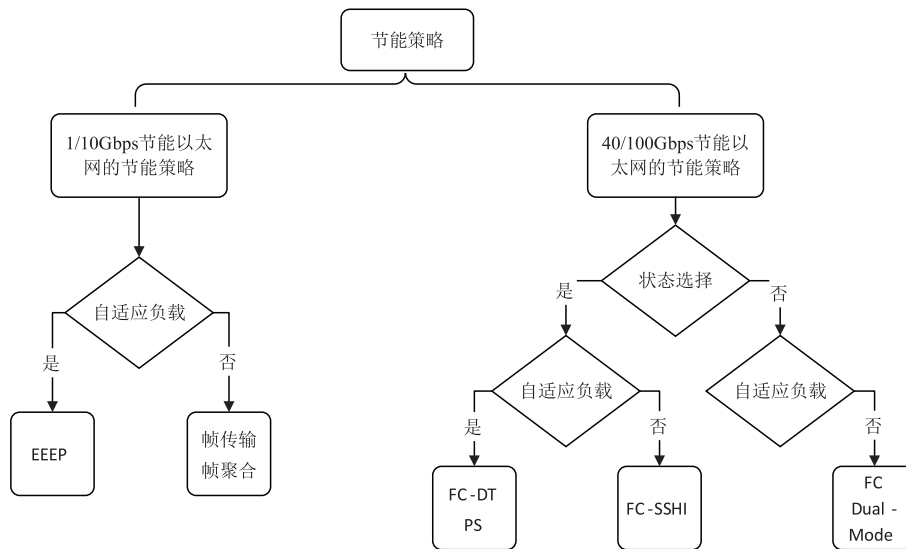 节能策略
1/10Gbps节能以太
网的节能策略
40/100Gbps节能以
太网的节能策略
状态选择
自适应负载
是
否
是
否
自适应负载
自适应负载
是
否
是
否
否
EEEP
帧传输
帧聚合
FC-DT
PS
FC-SSHI
FC
Dual -
Mode